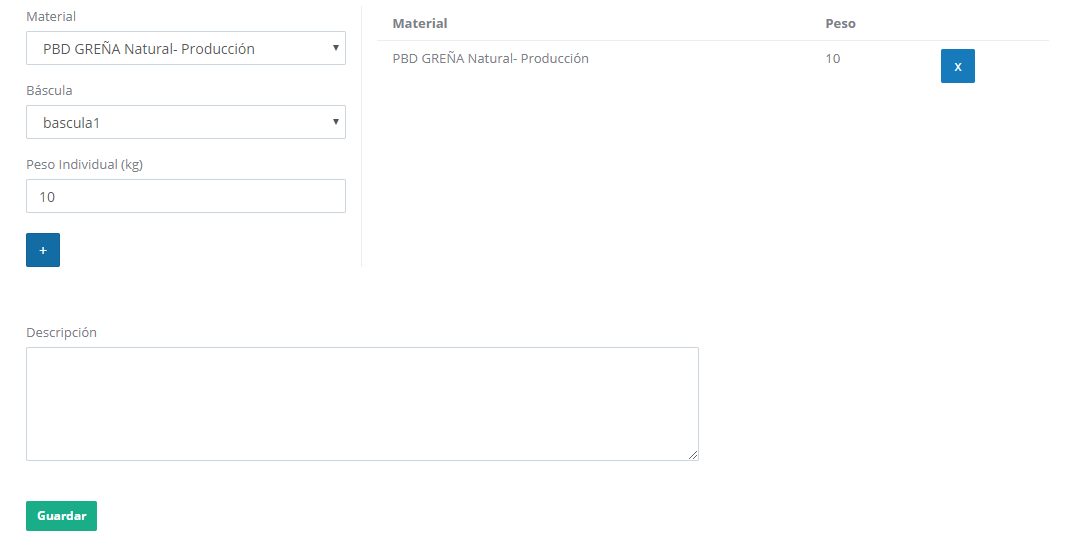 Material
PBD GREÑA Natural- Producción
Báscula
bascula1
Peso Individual (kg)
10
+
Material Peso
PBD GREÑA Natural- Producción 10 x
Descripción
Guardar